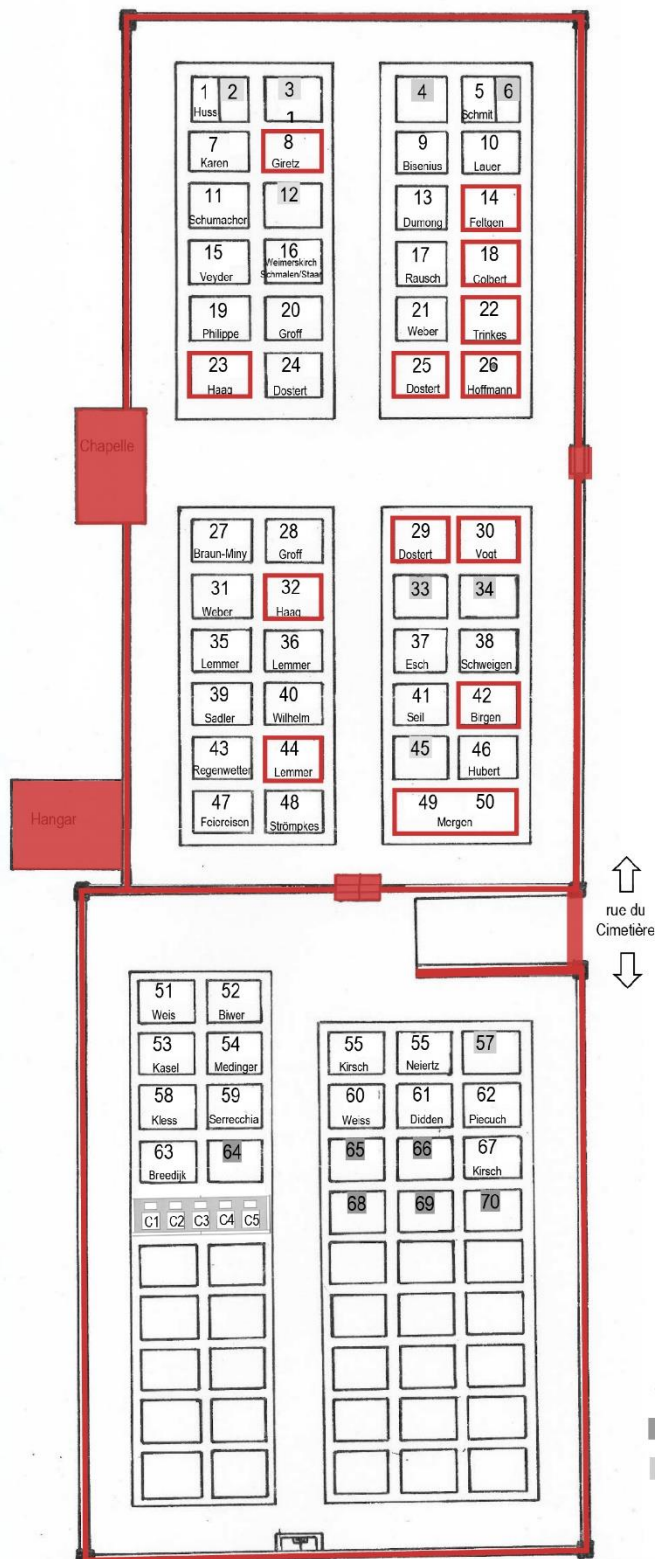 1 2 3 4 5 6
Huss 1 Schmit
7 8 9 10
Karen Giretz Bisenius Lauer
11 12 13 14
Schumacher Dumong Feltgen
15 16 17 18
Veyder Weimerskirch Schmalen/Staar Rausch Colbert
19 20 21 22
Philippe Groff Weber Trinkes
23 24 25 26
Haag Dostert Dostert Hoffmann
Chapelle
27 28 29 30
Braun-Miny Groff Dostert Vogt
31 32 33 34
Weber Haag
35 36 37 38
Lemmer Lemmer Esch Schweigen
39 40 41 42
Sadler Wilhelm Seil Birgen
43 44 45 46
Regenwetter Lemmer Hubert
47 48 49 50
Feiereisen Strömpkes Morgen
Hangar
rue du
Cimetière
51 52
Weis Biwer
53 54 55 55 57
Kasel Medinger Kirsch Neiertz
58 59 60 61 62
Kless Serrecchia Weiss Didden Piecuch
63 64 65 66 67
Breedijk Kirsch
C1 C2 C3 C4 C5 68 69 70